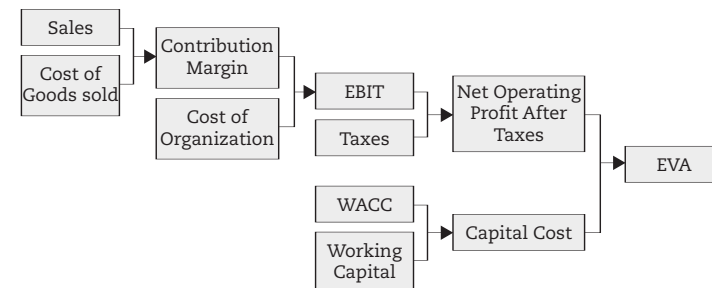 Sales
Cost of
Goods sold
Contribution
Margin
Cost of
Organization
EBIT
Taxes
Net Operating
Profit After
Taxes
WACC
Working
Capital
Capital Cost
EVA